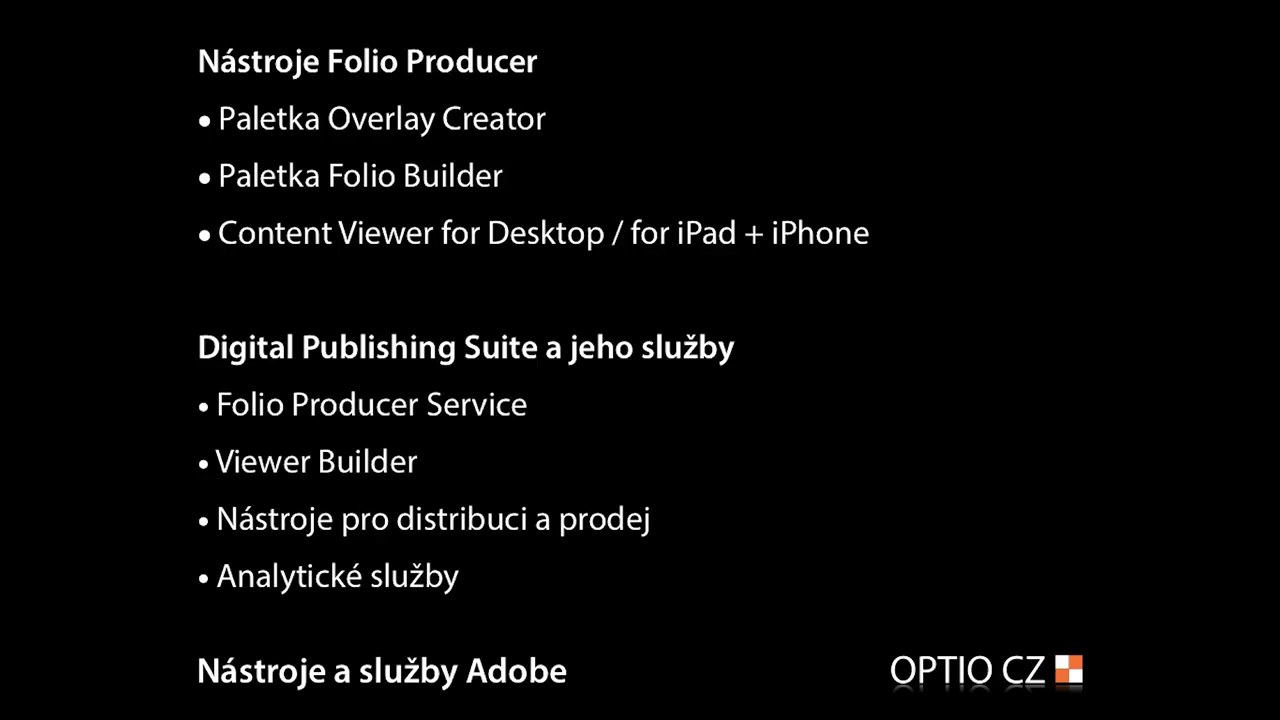 Nástroje Folio Producer
• Paletka Overlay Creator
• Paletka Folio Builder
• Content Viewer for Desktop / for iPad + iPhone
Digital Publishing Suite a jeho služby
• Folio Producer Service
• Viewer Builder
• Nástroje pro distribuci a prodej
• Analytické služby
Nástroje a služby Adobe
OPTIO CZ